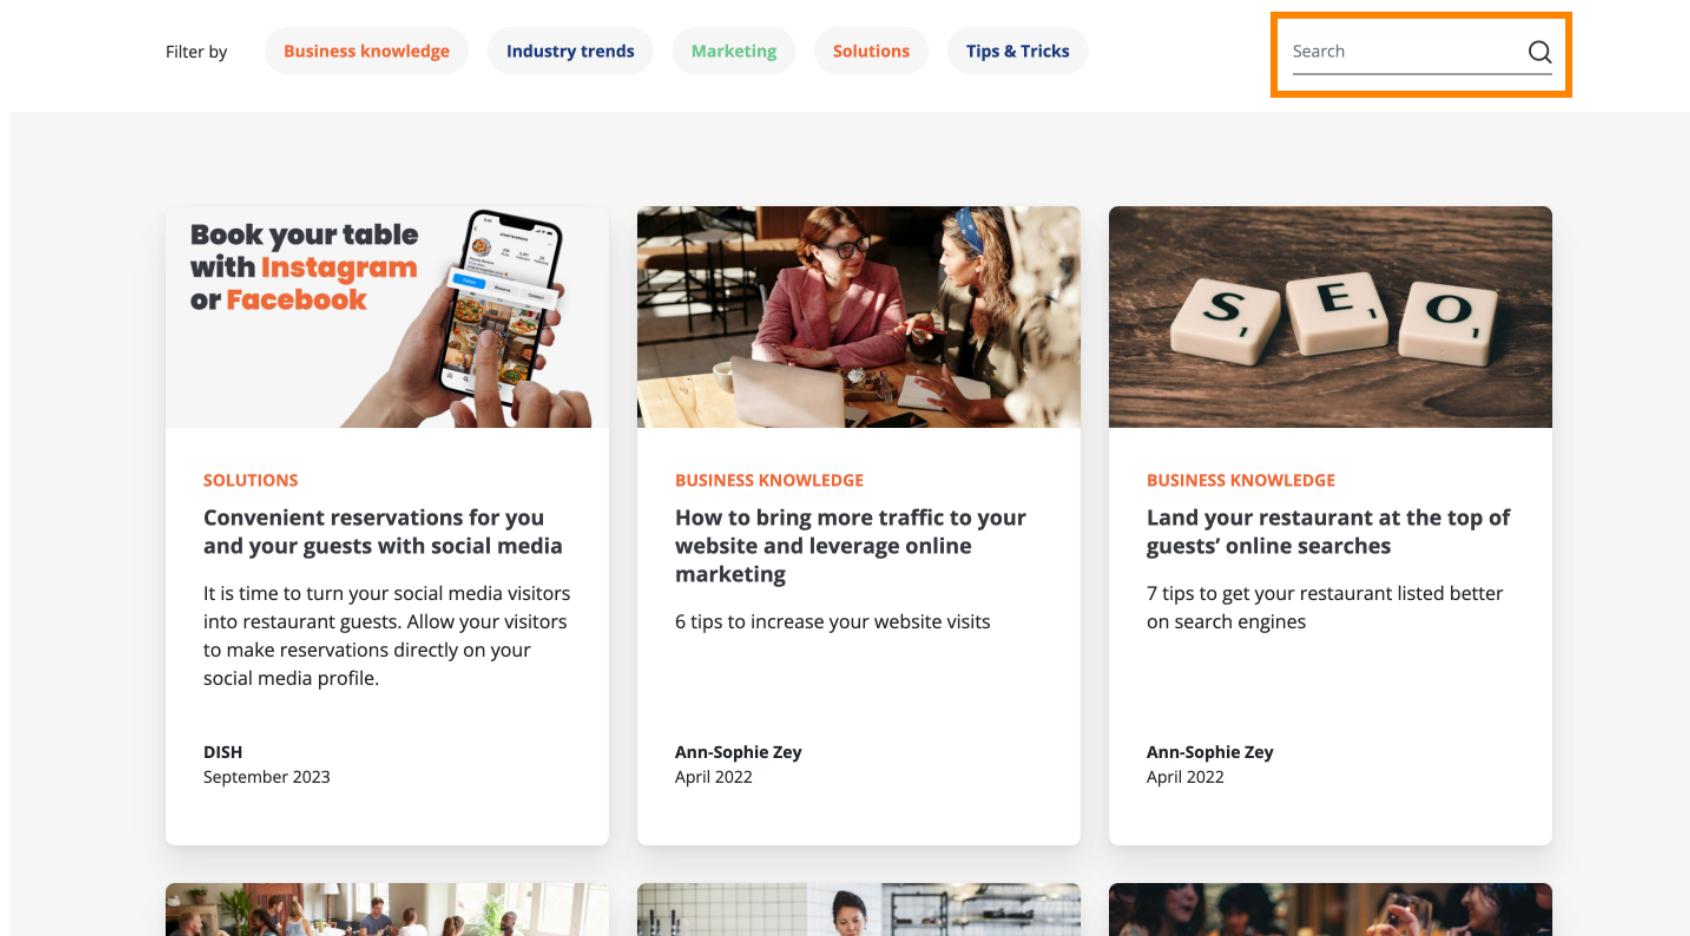 Filter by
Business knowledge
Industry trends
Marketing
Solutions
Tips & Tricks
Search
Book your table
with Instagram
or Facebook
S1 E1 O1
SOLUTIONS
Convenient reservations for you
and your guests with social media
It is time to turn your social media visitors
into restaurant guests. Allow your visitors
to make reservations directly on your
social media profile.
DISH
September 2023
BUSINESS KNOWLEDGE
How to bring more traffic to your
website and leverage online
marketing
6 tips to increase your website visits
Ann-Sophie Zey
April 2022
BUSINESS KNOWLEDGE
Land your restaurant at the top of
guests’ online searches
7 tips to get your restaurant listed better
on search engines
Ann-Sophie Zey
April 2022